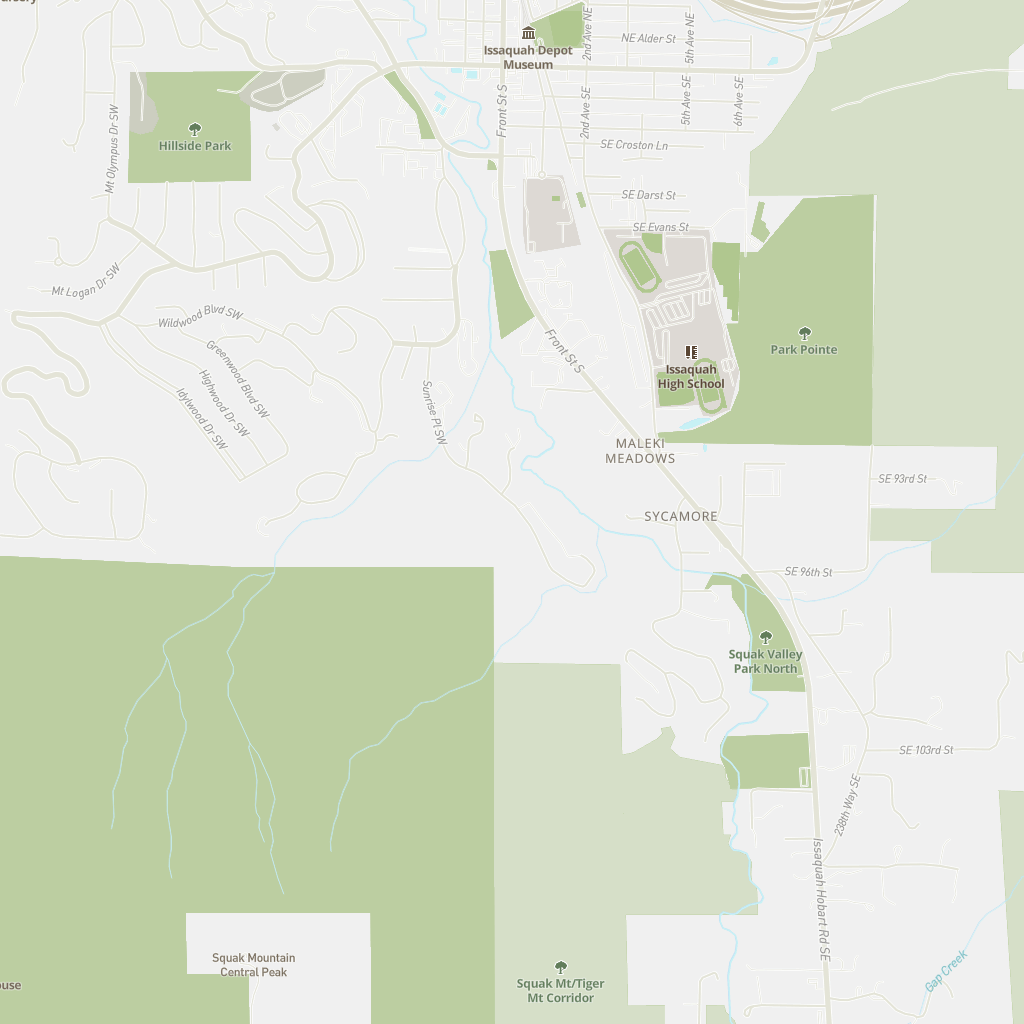 Issaquah Depot
Museum
NE Alder St
2nd Ave NE
5th Ave NE
Front St S
2nd Ave SE
5th Ave SE
6th Ave SE
Hillside Park
Mt Olympus Dr SW
SE Croston Ln
SE Darst St
SE Evans St
Mt Logan Dr SW
Wildwood Blvd SW
Greenwood Blvd SW
Highwood Dr SW
Idylwood Dr SW
Sunrise Pl SW
Front St S
Park Pointe
Issaquah
High School
MALEKI
MEADOWS
SE 93rd St
SYCAMORE
SE 96th St
Squak Valley
Park North
SE 103rd St
238th Way SE
Issaquah Hobart Rd SE
Squak Mountain
Central Peak
Squak Mt/Tiger
Mt Corridor
Gap Creek